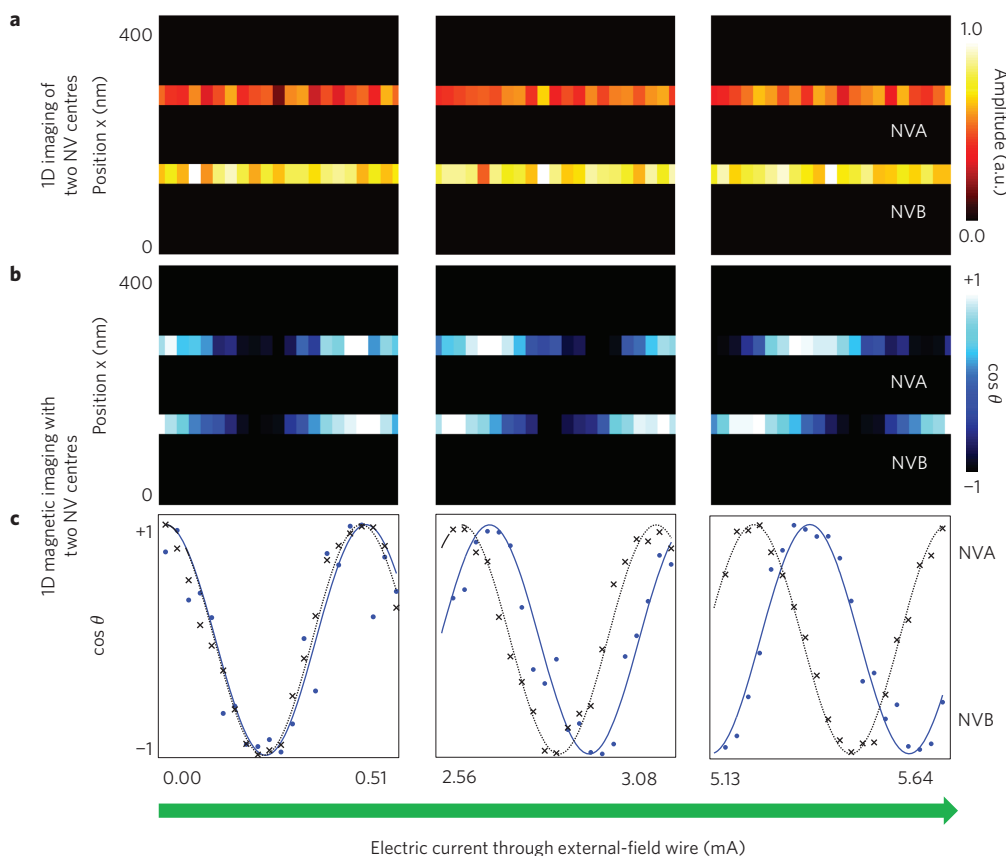 a
400
1D imaging of
two NV centres
Position x (nm)
0
NVA
NVB
1.0
Amplitude (a.u.)
0.0
b
400
1D magnetic imaging with
two NV centres
Position x (nm)
0
NVA
NVB
+1
cos θ
−1
c
+1
cos θ
−1
NVA
NVB
0.00 0.51 2.56 3.08 5.13 5.64
Electric current through external-field wire (mA)